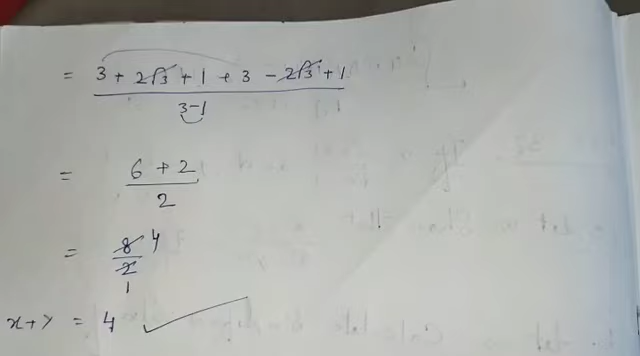 = 3 + 2√3 + 1 + 3 - 2√3 + 1
3-1
= 6 + 2
2
= 8 4
2
1
x+y = 4